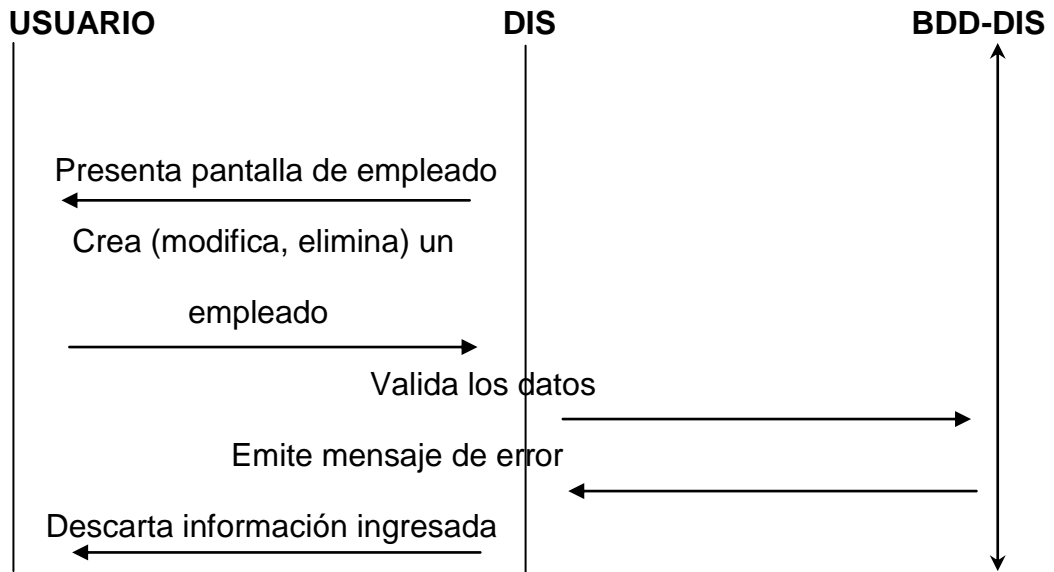 USUARIO DIS BDD-DIS
Presenta pantalla de empleado
Crea (modifica, elimina) un
empleado
Valida los datos
Emite mensaje de error
Descarta información ingresada